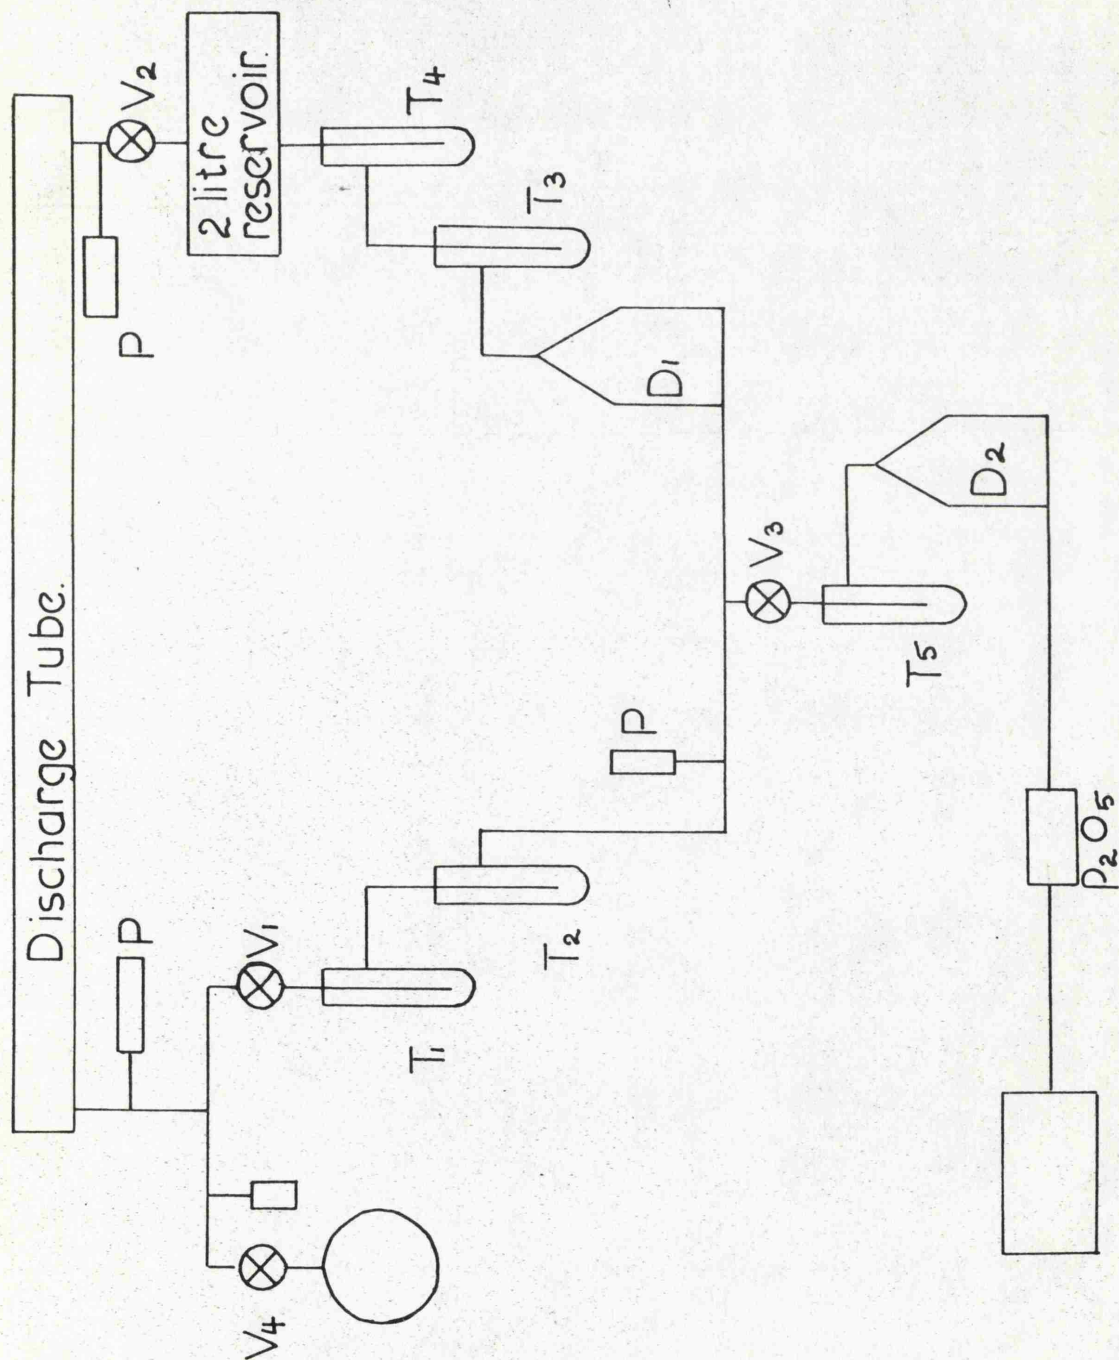 Discharge Tube.
P
V4
V1
T1
T2
P
V3
T5
D2
P2O5
D1
T3
T4
2 litre
reservoir.
V2
P